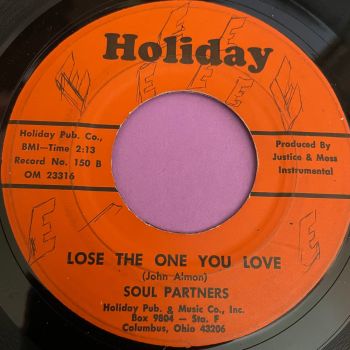 Holiday
Holiday Pub. Co.,
BMI—Time 2:13
Record No. 150 B
OM 23316
Produced By
Justice & Moss
Instrumental
LOSE THE ONE YOU LOVE
(John Almon)
SOUL PARTNERS
Holiday Pub. & Music Co., Inc.
Box 9804 – Sta. F
Columbus, Ohio 43206
E
E
E
E
E
E
E
E